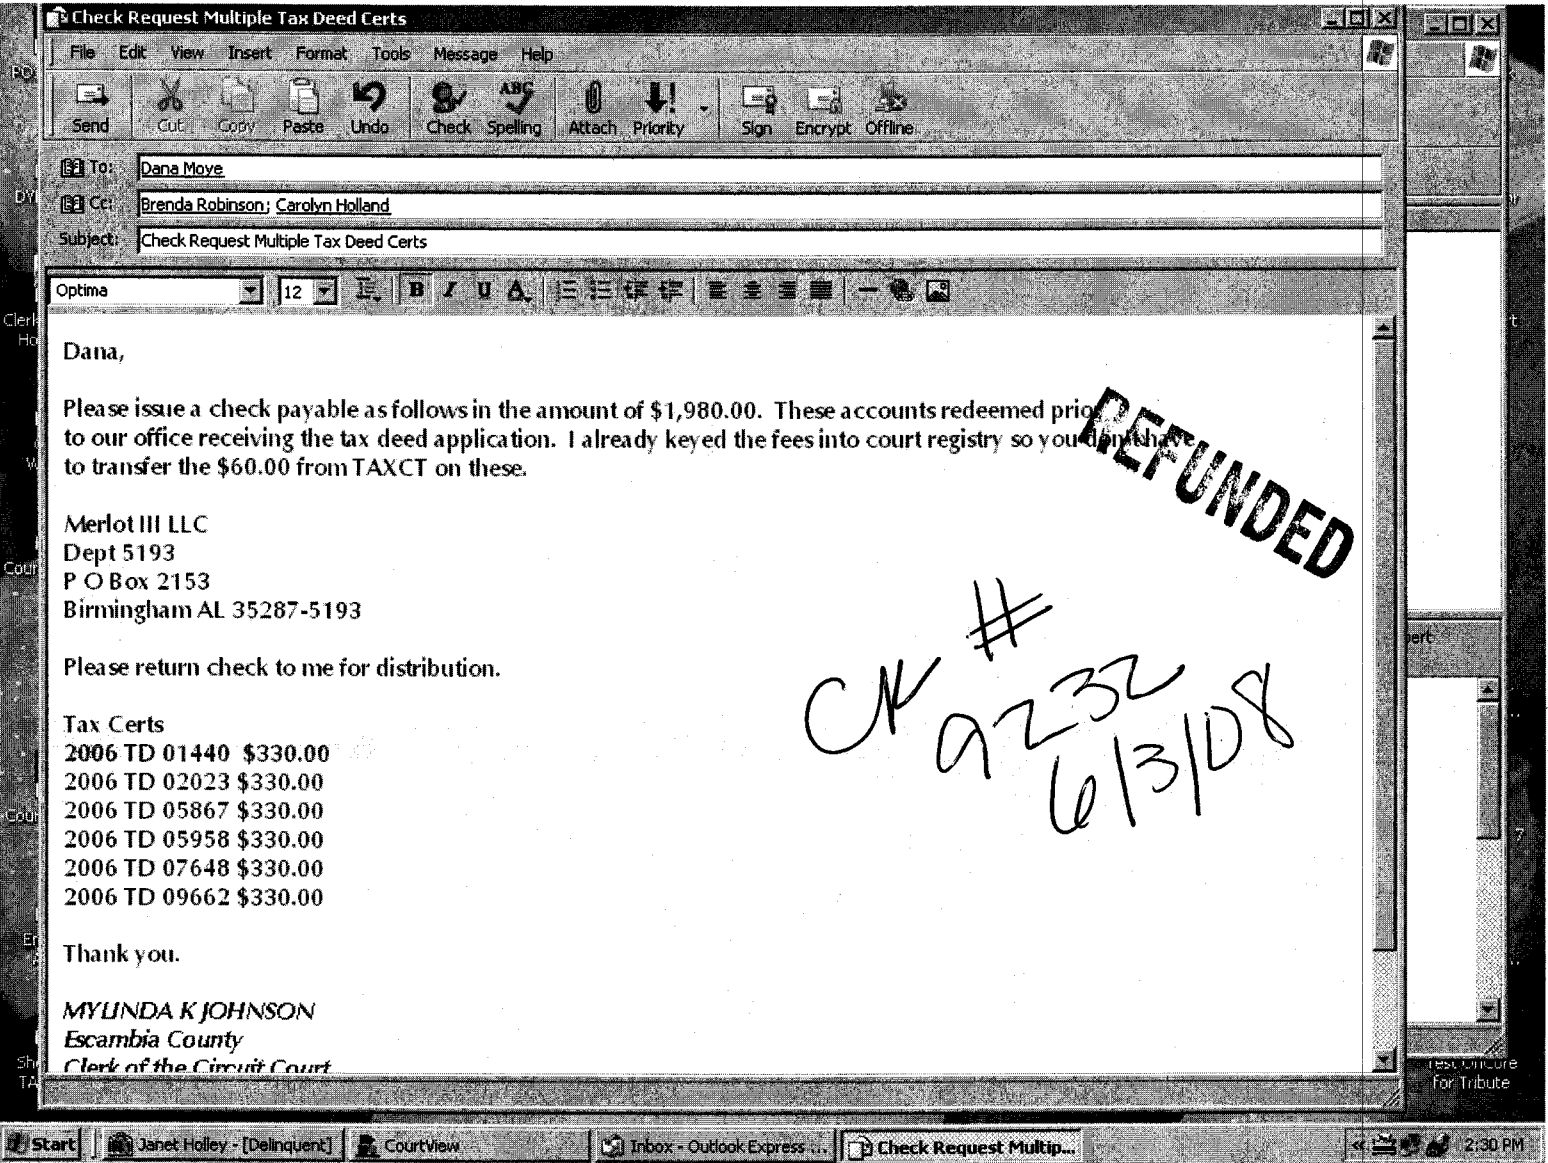 Check Request Multiple Tax Deed Certs
File Edit View Insert Format Tools Message Help
Send Cut Copy Paste Undo Check Spelling Attach Priority Sign Encrypt Offline
To: Dana Moye
Cc: Brenda Robinson; Carolyn Holland
Subject: Check Request Multiple Tax Deed Certs
Optima 12 B I U A
Dana,
Please issue a check payable as follows in the amount of $1,980.00. These accounts redeemed prio
to our office receiving the tax deed application. I already keyed the fees into court registry so you don't have
to transfer the $60.00 from TAXCT on these.
REFUNDED
Merlot III LLC
Dept 5193
P O Box 2153
Birmingham AL 35287-5193
CK #
9232
6/3/08
Please return check to me for distribution.
Tax Certs
2006 TD 01440 $330.00
2006 TD 02023 $330.00
2006 TD 05867 $330.00
2006 TD 05958 $330.00
2006 TD 07648 $330.00
2006 TD 09662 $330.00
Thank you.
MYLINDA K JOHNSON
Escambia County
Clerk of the Circuit Court
for Tribute
Start Janet Holley - [Delinquent] CourtView Inbox - Outlook Express ... Check Request Multip... 2:30 PM